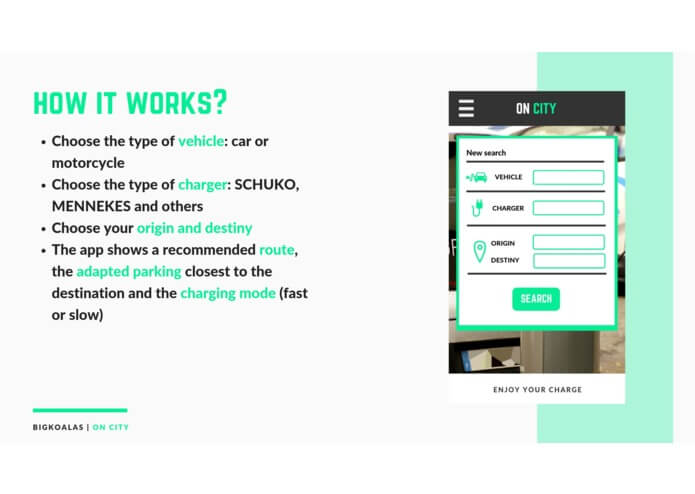 HOW IT WORKS?
• Choose the type of vehicle: car or
motorcycle
• Choose the type of charger: SCHUKO,
MENNEKES and others
• Choose your origin and destiny
• The app shows a recommended route,
the adapted parking closest to the
destination and the charging mode (fast
or slow)
BIGKOALAS | ON CITY
ON CITY
New search
VEHICLE
CHARGER
ORIGIN
DESTINY
SEARCH
ENJOY YOUR CHARGE